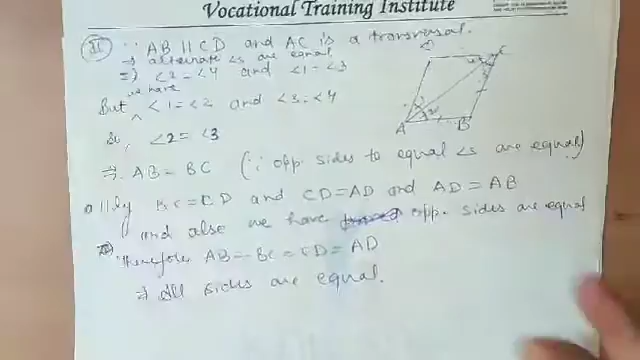 Vocational Training Institute
II ∵ AB || CD and AC is a transversal.
⇒ alternate ∠s are equal
⇒ ∠2 = ∠4 and ∠1 = ∠3
we have
But ^ ∠1 = ∠2 and ∠3 = ∠4
So, ∠2 = ∠3
⇒ AB = BC (∵ opp. sides to equal ∠s are equal)
a lldy BC = CD and CD = AD and AD = AB
and also we have opp. sides are equal
Therefore AB = BC = CD = AD
⇒ All sides are equal.
D
C
A
B